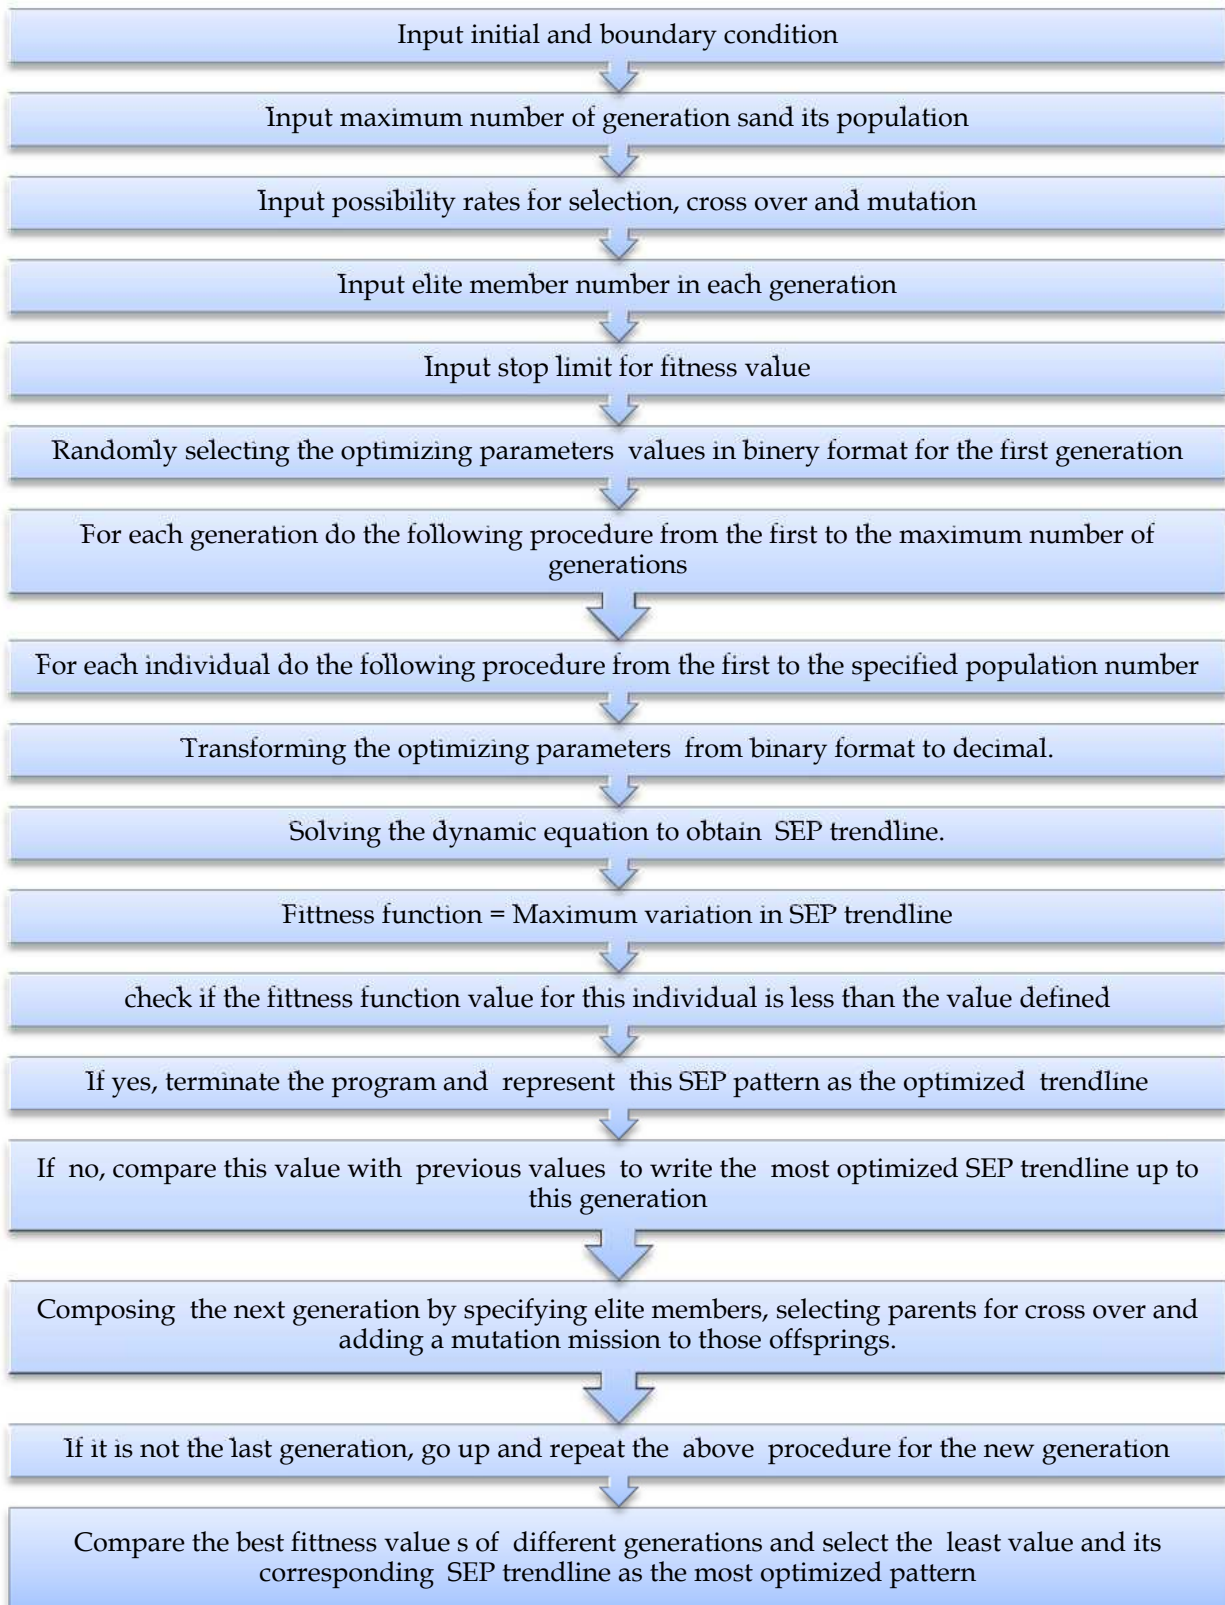 Input initial and boundary condition
Input maximum number of generation sand its population
Input possibility rates for selection, cross over and mutation
Input elite member number in each generation
Input stop limit for fitness value
Randomly selecting the optimizing parameters values in binery format for the first generation
For each generation do the following procedure from the first to the maximum number of
generations
For each individual do the following procedure from the first to the specified population number
Transforming the optimizing parameters from binary format to decimal.
Solving the dynamic equation to obtain SEP trendline.
Fittness function = Maximum variation in SEP trendline
check if the fittness function value for this individual is less than the value defined
If yes, terminate the program and represent this SEP pattern as the optimized trendline
If no, compare this value with previous values to write the most optimized SEP trendline up to
this generation
Composing the next generation by specifying elite members, selecting parents for cross over and
adding a mutation mission to those offsprings.
If it is not the last generation, go up and repeat the above procedure for the new generation
Compare the best fittness value s of different generations and select the least value and its
corresponding SEP trendline as the most optimized pattern